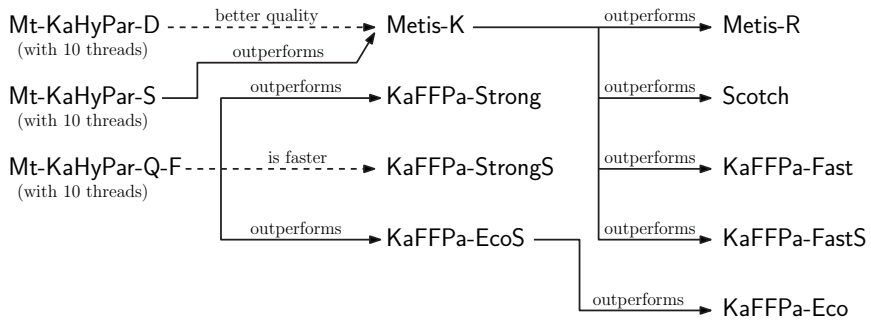 Mt-KaHyPar-D better quality Metis-K outperforms Metis-R
(with 10 threads)
outperforms
Mt-KaHyPar-S outperforms KaFFPa-Strong outperforms Scotch
(with 10 threads)
Mt-KaHyPar-Q-F is faster KaFFPa-StrongS outperforms KaFFPa-Fast
(with 10 threads)
outperforms KaFFPa-EcoS outperforms KaFFPa-FastS
outperforms KaFFPa-Eco